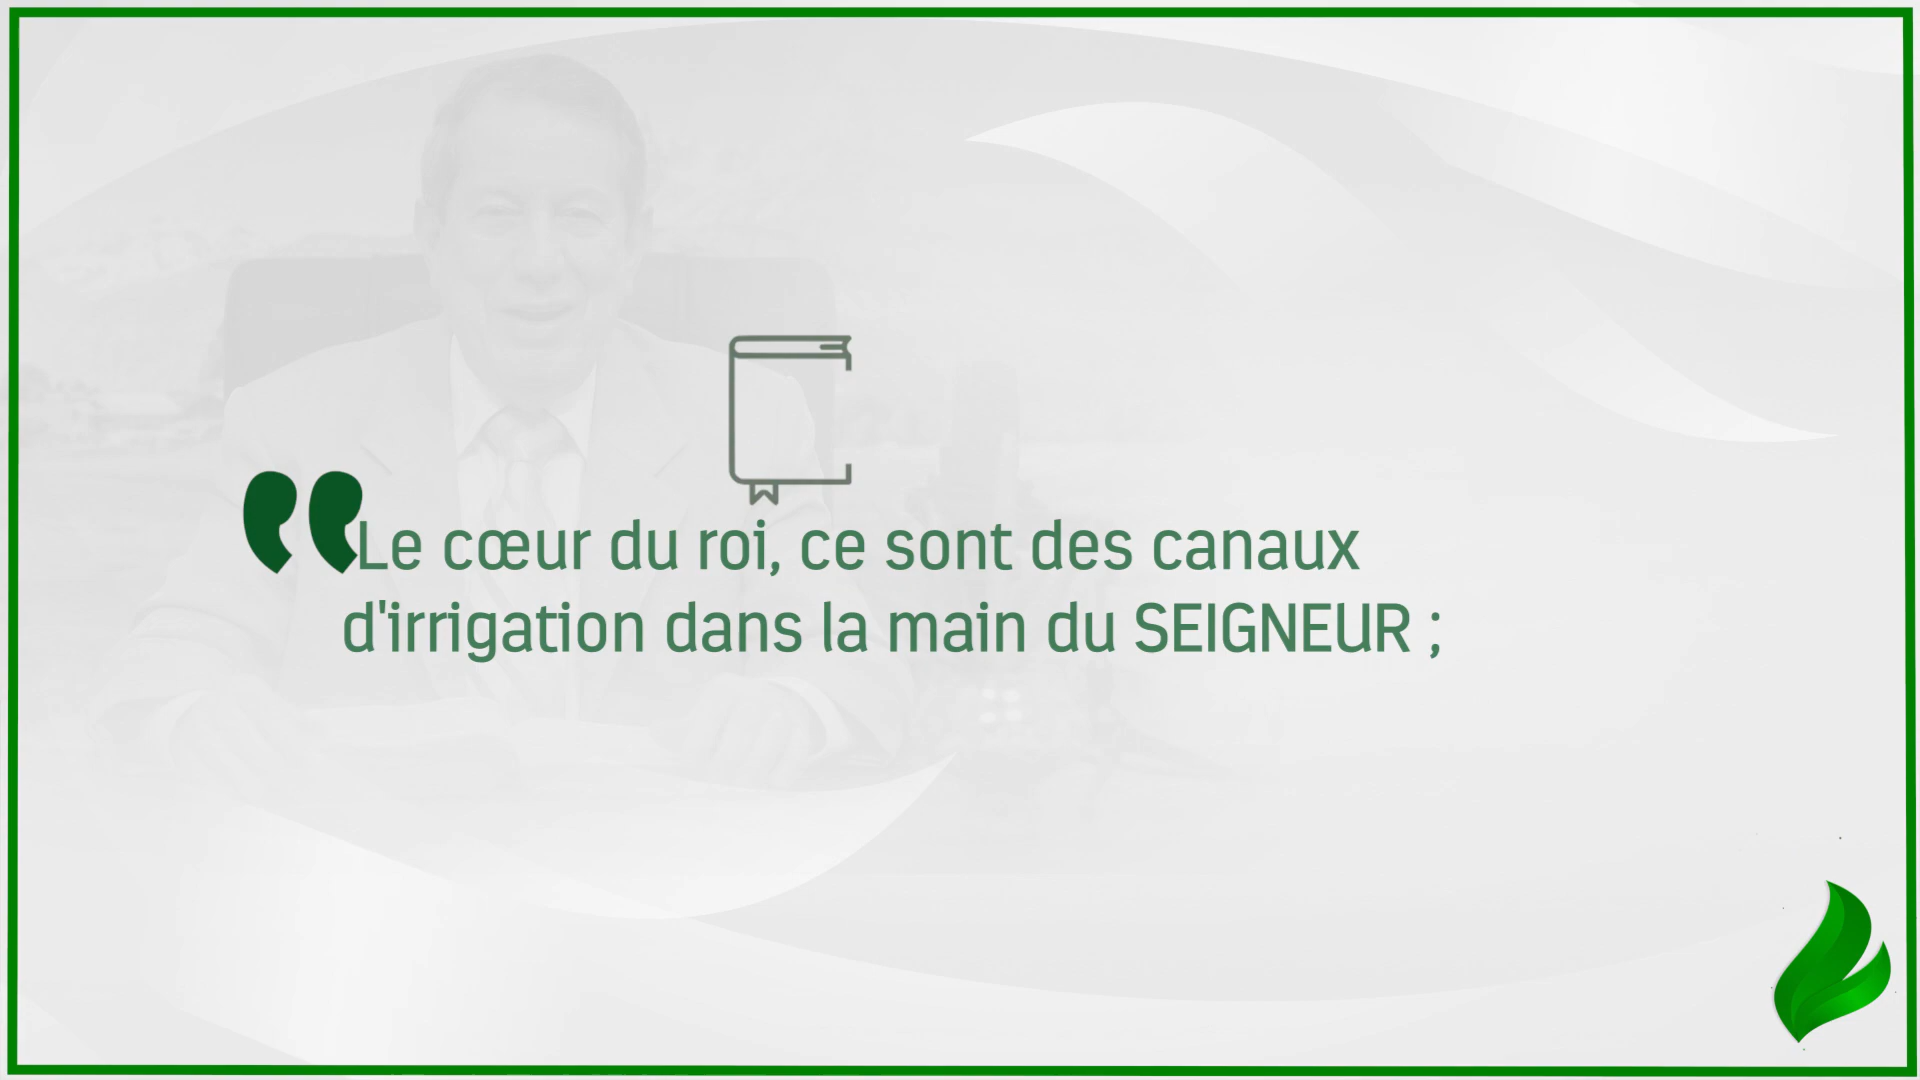 Le cœur du roi, ce sont des canaux
d'irrigation dans la main du SEIGNEUR ;